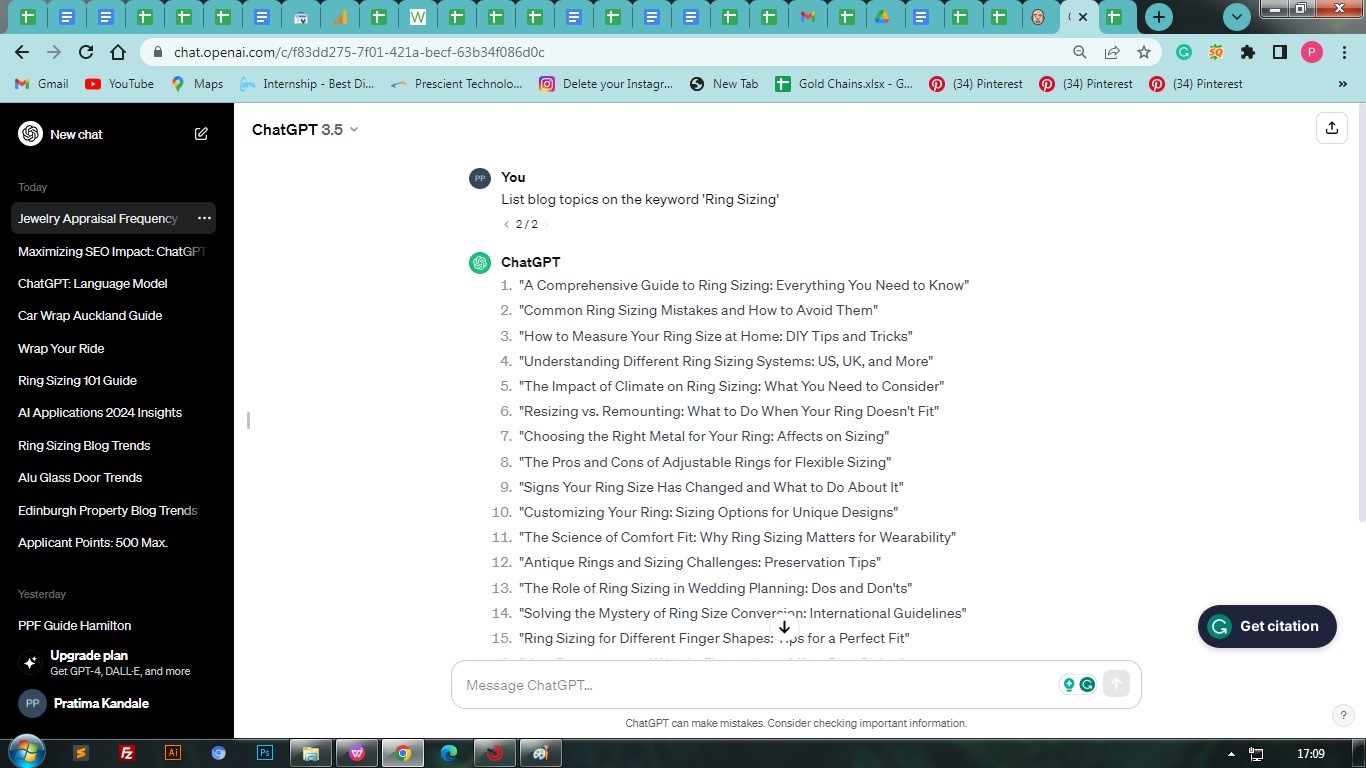 chat.openai.com/c/f83dd275-7f01-421a-becf-63b34f086d0c
P
Gmail
YouTube
Maps
Internship - Best Di...
Prescient Technolo...
Delete your Instagr...
New Tab
Gold Chains.xlsx - G...
(34) Pinterest
(34) Pinterest
(34) Pinterest
»
New chat
Today
Jewelry Appraisal Frequency
Maximizing SEO Impact: ChatGPT
ChatGPT: Language Model
Car Wrap Auckland Guide
Wrap Your Ride
Ring Sizing 101 Guide
AI Applications 2024 Insights
Ring Sizing Blog Trends
Alu Glass Door Trends
Edinburgh Property Blog Trends
Applicant Points: 500 Max.
Yesterday
PPF Guide Hamilton
Upgrade plan
Get GPT-4, DALL·E, and more
PP
Pratima Kandale
ChatGPT 3.5
PP
You
List blog topics on the keyword 'Ring Sizing'
< 2 / 2 >
ChatGPT
1. "A Comprehensive Guide to Ring Sizing: Everything You Need to Know"
2. "Common Ring Sizing Mistakes and How to Avoid Them"
3. "How to Measure Your Ring Size at Home: DIY Tips and Tricks"
4. "Understanding Different Ring Sizing Systems: US, UK, and More"
5. "The Impact of Climate on Ring Sizing: What You Need to Consider"
6. "Resizing vs. Remounting: What to Do When Your Ring Doesn't Fit"
7. "Choosing the Right Metal for Your Ring: Affects on Sizing"
8. "The Pros and Cons of Adjustable Rings for Flexible Sizing"
9. "Signs Your Ring Size Has Changed and What to Do About It"
10. "Customizing Your Ring: Sizing Options for Unique Designs"
11. "The Science of Comfort Fit: Why Ring Sizing Matters for Wearability"
12. "Antique Rings and Sizing Challenges: Preservation Tips"
13. "The Role of Ring Sizing in Wedding Planning: Dos and Don'ts"
14. "Solving the Mystery of Ring Size Conversion: International Guidelines"
15. "Ring Sizing for Different Finger Shapes: Tips for a Perfect Fit"
Get citation
Message ChatGPT...
ChatGPT can make mistakes. Consider checking important information.
?
Fz
Ai
Ps
17:09